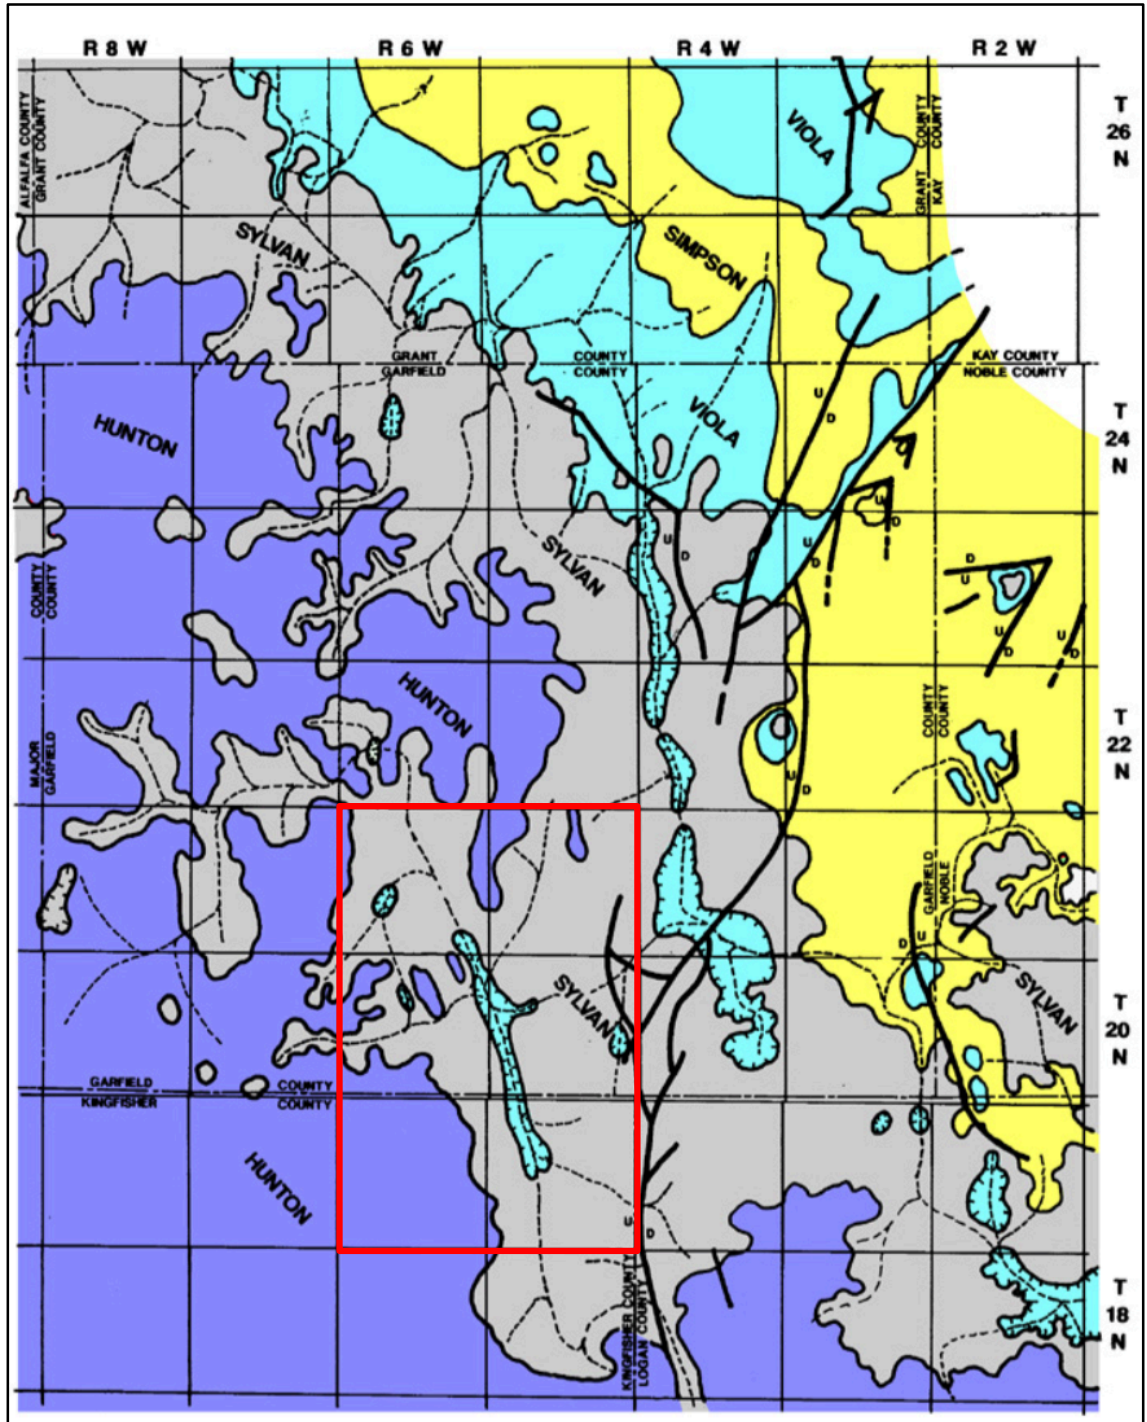 R 8 W
R 6 W
R 4 W
R 2 W
T
26
N
ALFALFA COUNTY
GRANT COUNTY
VIOLA
COUNTY
COUNTY
GRANT
KAY
SYLVAN
SIMPSON
GRANT
GARFIELD
COUNTY
COUNTY
KAY COUNTY
NOBLE COUNTY
HUNTON
VIOLA
U
D
T
24
N
U
D
U
D
SYLVAN
U
D
D
U
COUNTY
COUNTY
U
D
U
D
U
D
HUNTON
COUNTY
COUNTY
T
22
N
MAJOR
GARFIELD
U
D
GARFIELD
NOBLE
D
U
SYLVAN
SYLVAN
T
20
N
GARFIELD
KINGFISHER
COUNTY
COUNTY
HUNTON
U
D
KINGFISHER COUNTY
LOGAN COUNTY
T
18
N